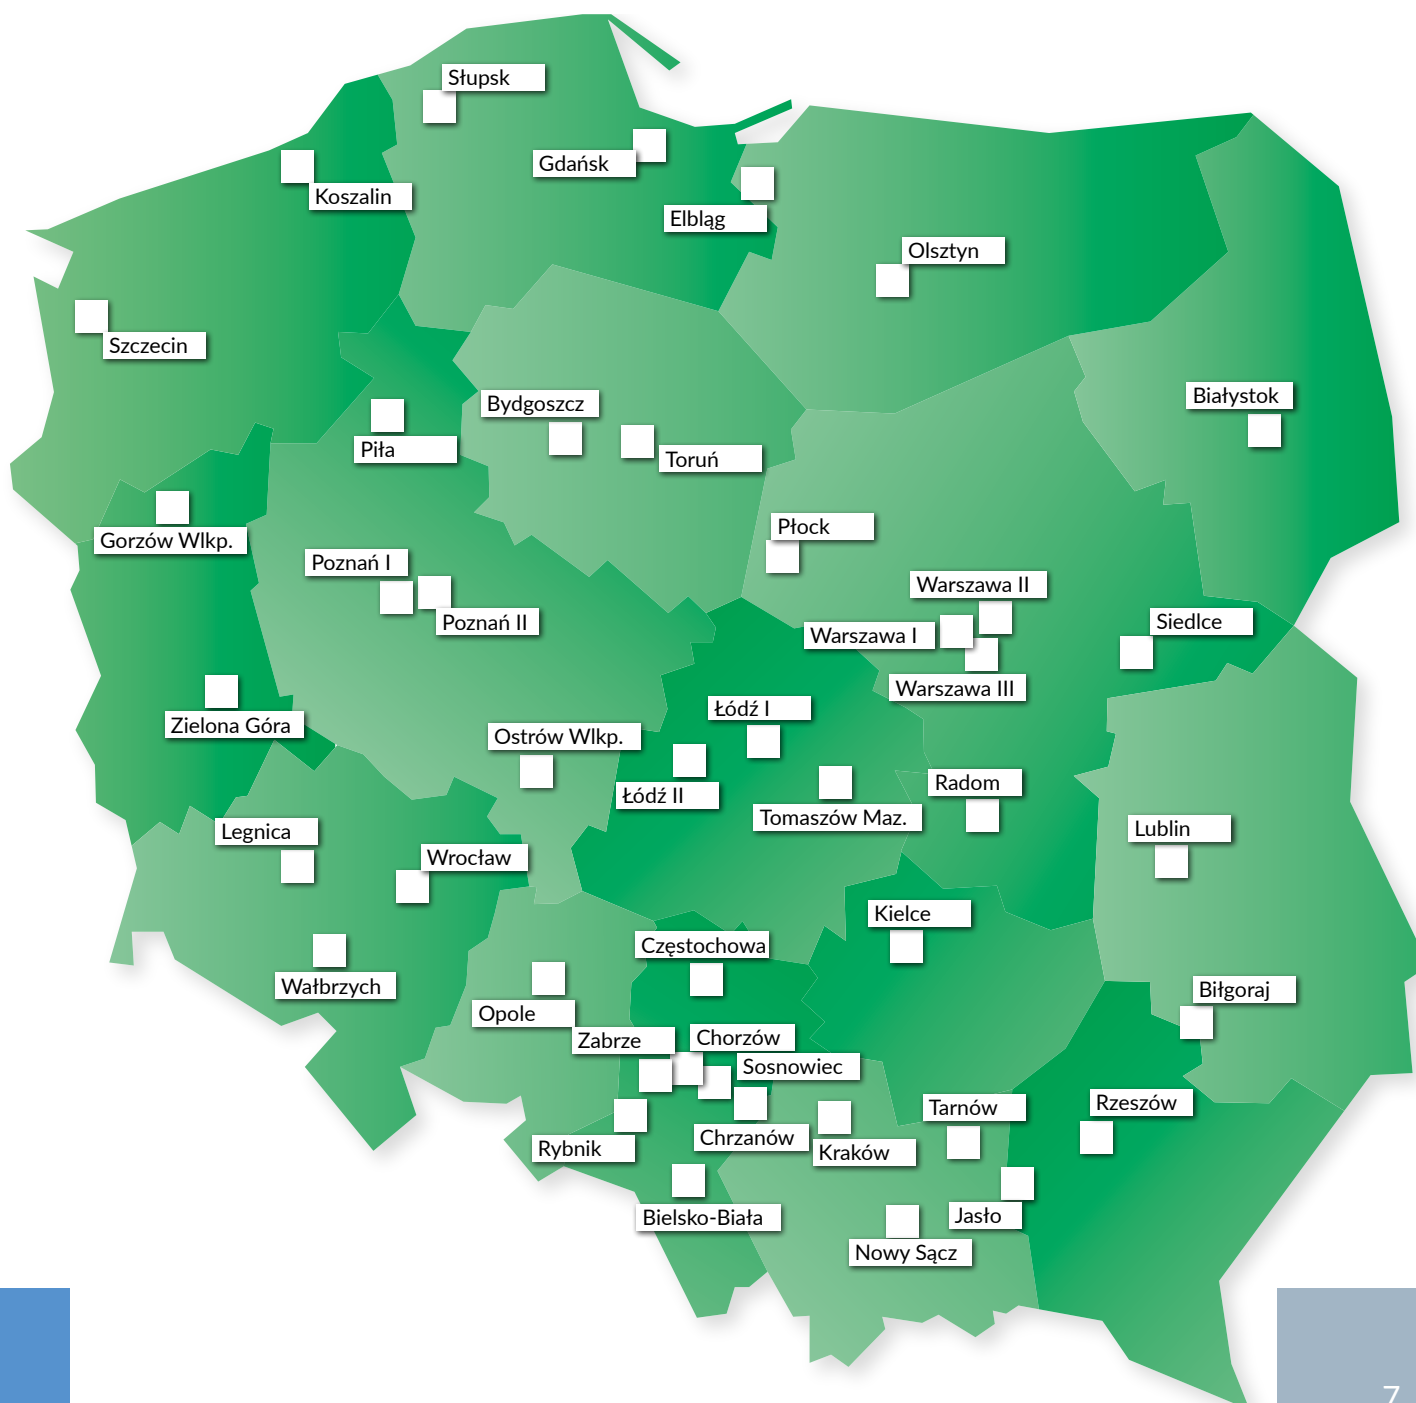 Słupsk
Gdańsk
Koszalin
Elbląg
Olsztyn
Szczecin
Białystok
Bydgoszcz
Piła
Toruń
Płock
Gorzów Wlkp.
Poznań I
Warszawa II
Poznań II
Siedlce
Warszawa I
Warszawa III
Zielona Góra
Łódź I
Ostrów Wlkp.
Radom
Łódź II
Tomaszów Maz.
Legnica
Lublin
Wrocław
Kielce
Częstochowa
Wałbrzych
Biłgoraj
Opole
Zabrze
Chorzów
Sosnowiec
Rzeszów
Tarnów
Chrzanów
Rybnik
Kraków
Jasło
Bielsko-Biała
Nowy Sącz
7